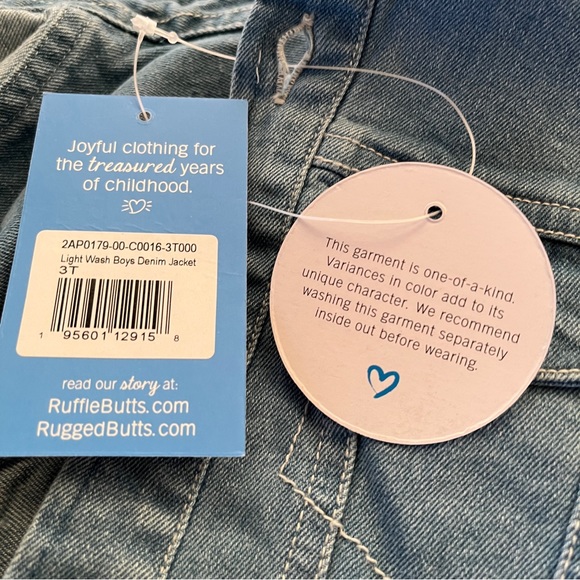 Joyful clothing for
the treasured years
of childhood.
2AP0179-00-C0016-3T000
Light Wash Boys Denim Jacket
3T
1 95601 12915 8
read our story at:
RuffleButts.com
RuggedButts.com
This garment is one-of-a-kind.
Variances in color add to its
unique character. We recommend
washing this garment separately
inside out before wearing.